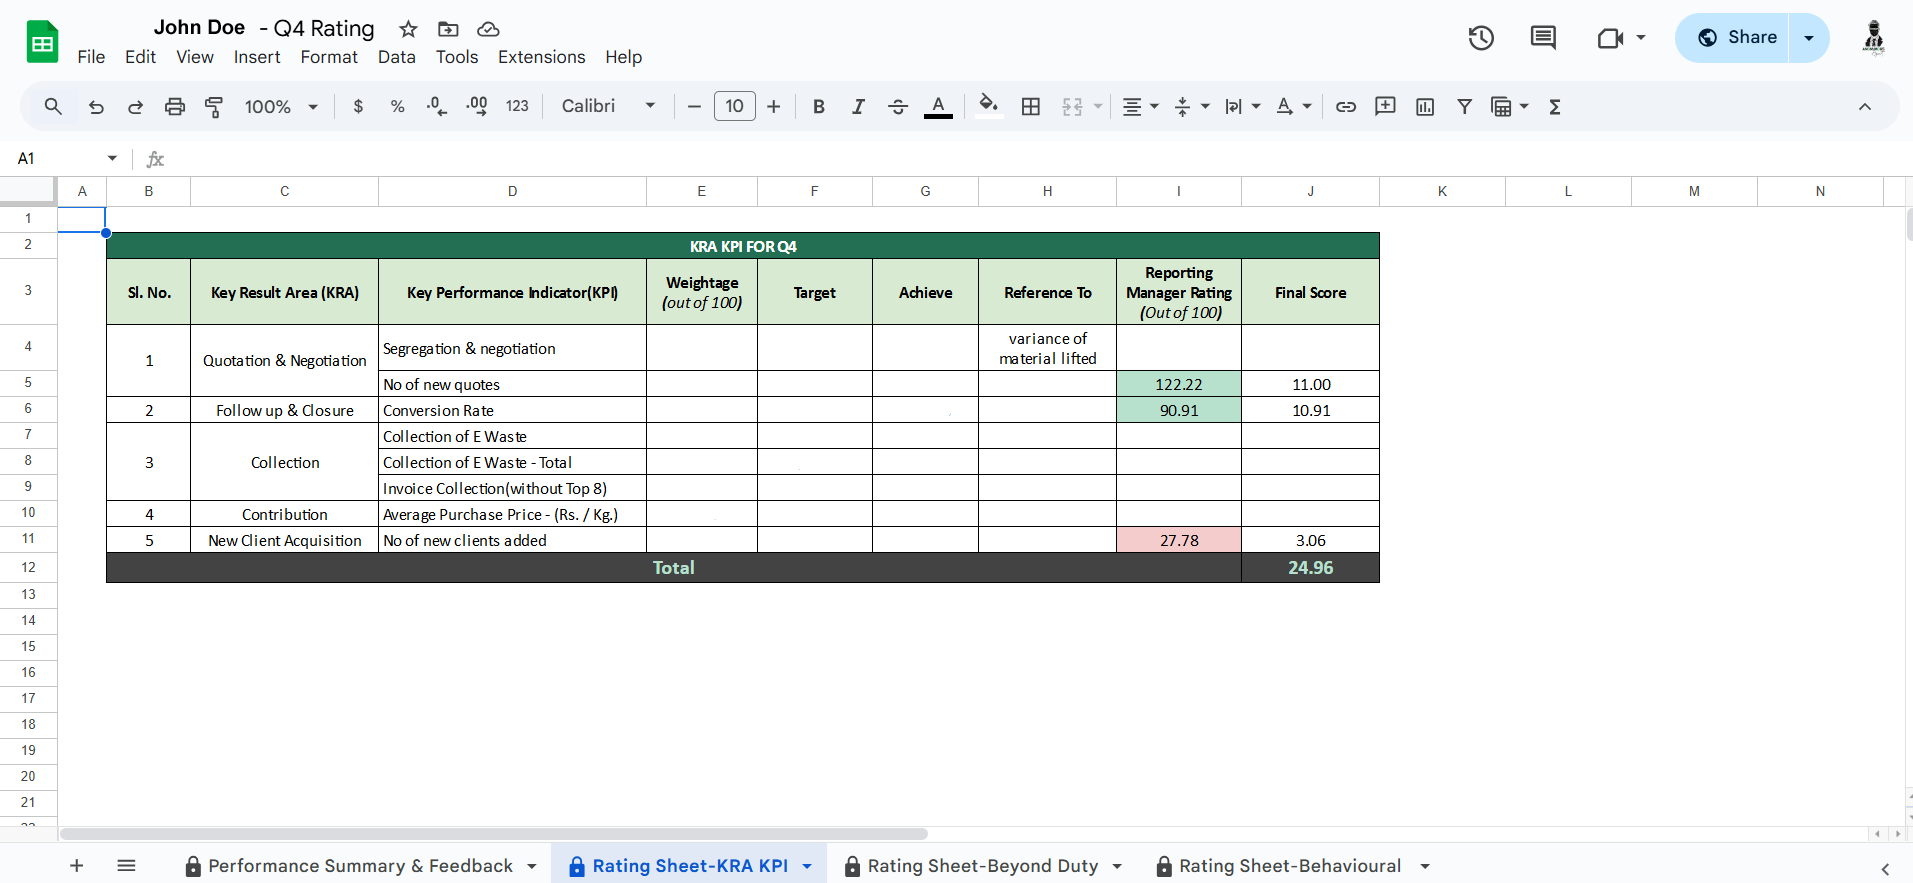 John Doe - Q4 Rating
File Edit View Insert Format Data Tools Extensions Help
Share
100% $ % .0 .00 123 Calibri 10 B I A
A1 fx
A B C D E F G H I J K L M N
1
2 KRA KPI FOR Q4
3 Sl. No. Key Result Area (KRA) Key Performance Indicator(KPI) Weightage (out of 100) Target Achieve Reference To Reporting Manager Rating (Out of 100) Final Score
4 1 Quotation & Negotiation Segregation & negotiation variance of material lifted
5 No of new quotes 122.22 11.00
6 2 Follow up & Closure Conversion Rate 90.91 10.91
7 Collection of E Waste
8 3 Collection Collection of E Waste - Total
9 Invoice Collection(without Top 8)
10 4 Contribution Average Purchase Price - (Rs. / Kg.)
11 5 New Client Acquisition No of new clients added 27.78 3.06
12 Total 24.96
13
14
15
16
17
18
19
20
21
Performance Summary & Feedback Rating Sheet-KRA KPI Rating Sheet-Beyond Duty Rating Sheet-Behavioural